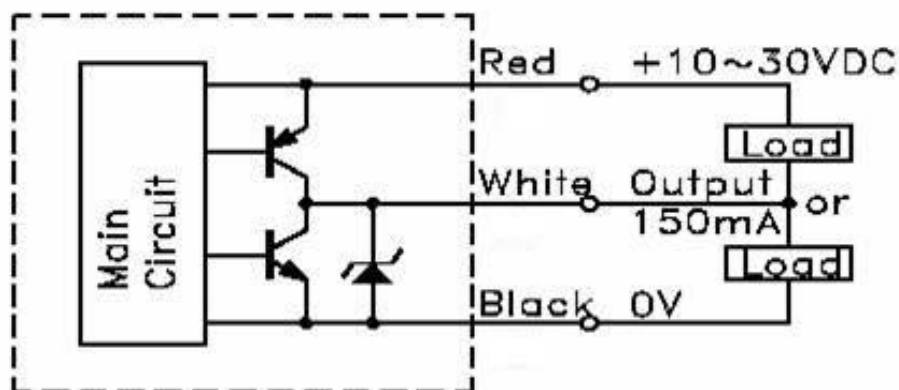 Main Circuit
Red +10~30VDC
Load
White Output
150mA or
Load
Black 0V